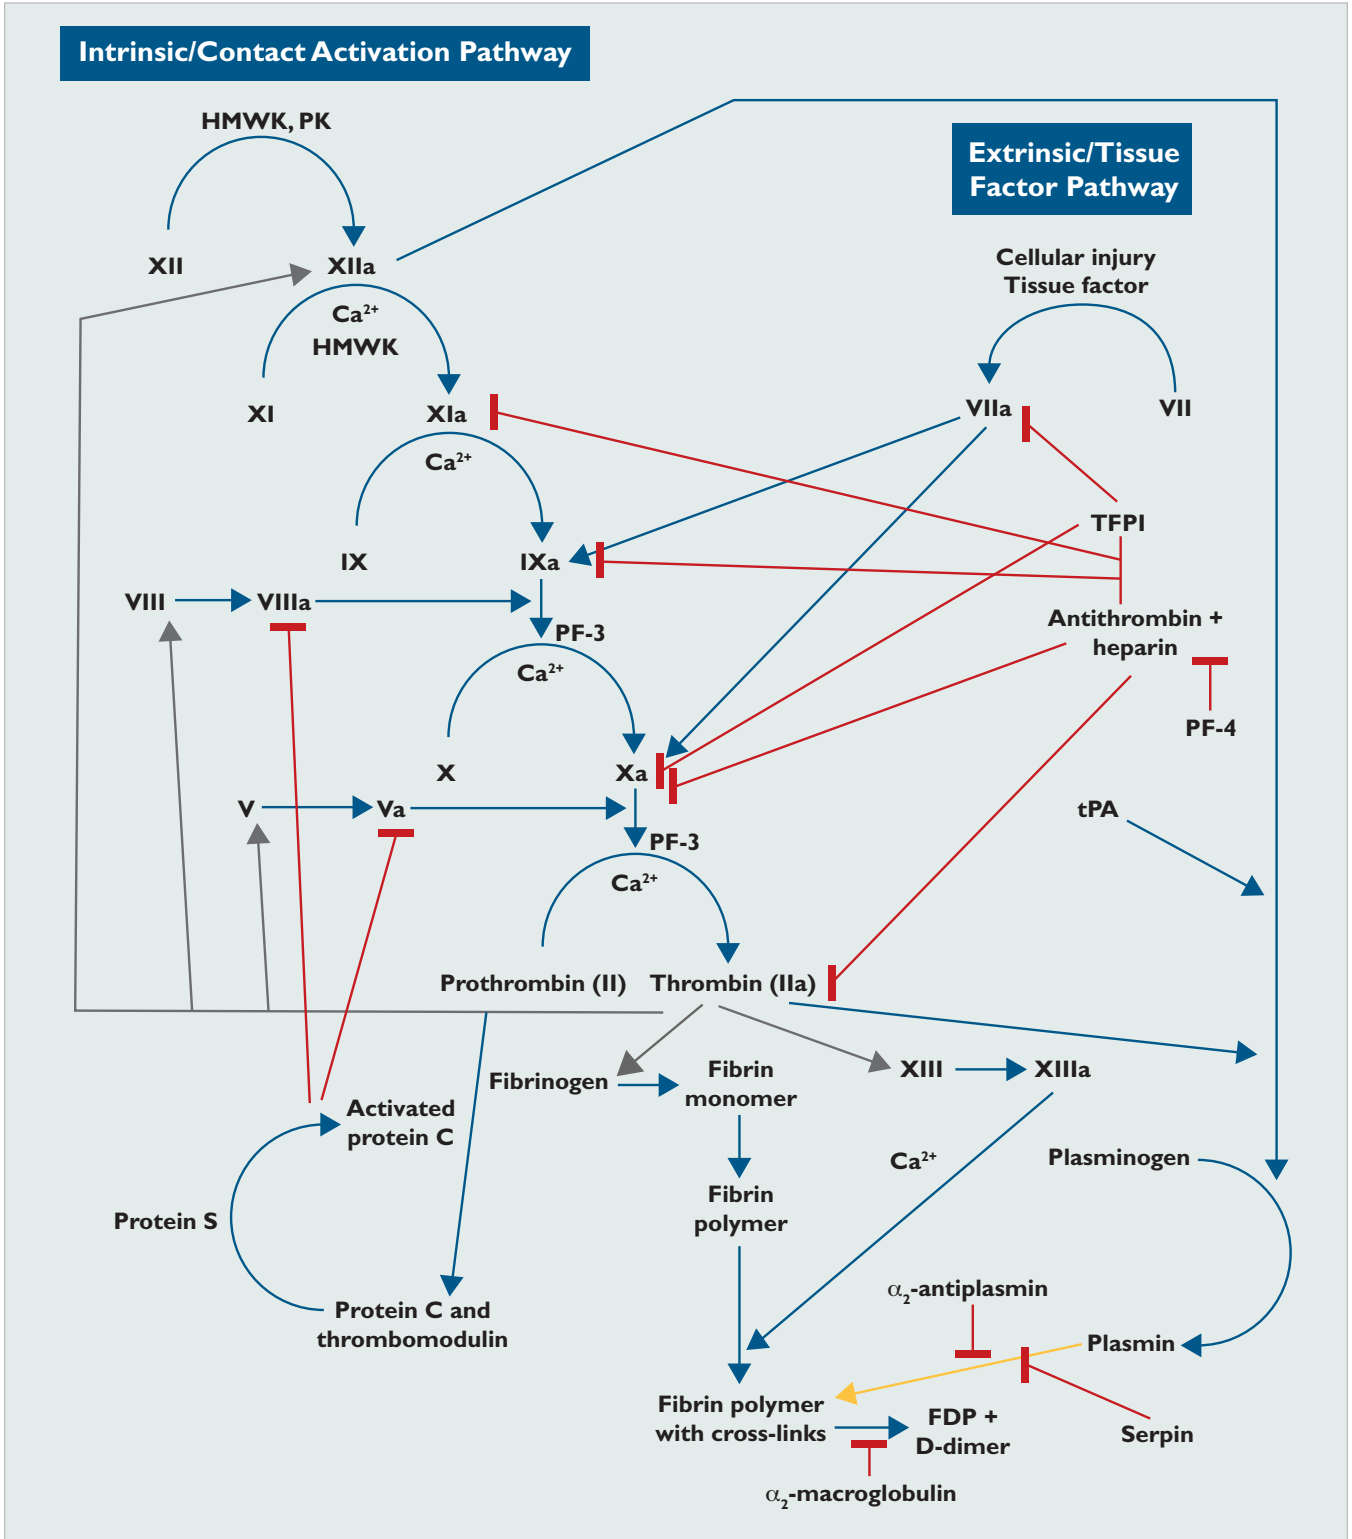 Intrinsic/Contact Activation Pathway
HMWK, PK
Extrinsic/Tissue
Factor Pathway
XII
XIIa
Cellular injury
Tissue factor
Ca²⁺
HMWK
XI
XIa
VIIa
VII
Ca²⁺
TFPI
IX
IXa
VIII
VIIIa
PF-3
Antithrombin +
heparin
Ca²⁺
PF-4
X
Xa
V
Va
tPA
PF-3
Ca²⁺
Prothrombin (II)
Thrombin (IIa)
Fibrinogen
Fibrin
monomer
XIII
XIIIa
Activated
protein C
Ca²⁺
Plasminogen
Fibrin
polymer
Protein S
α₂-antiplasmin
Protein C and
thrombomodulin
Plasmin
Fibrin polymer
with cross-links
FDP +
D-dimer
Serpin
α₂-macroglobulin